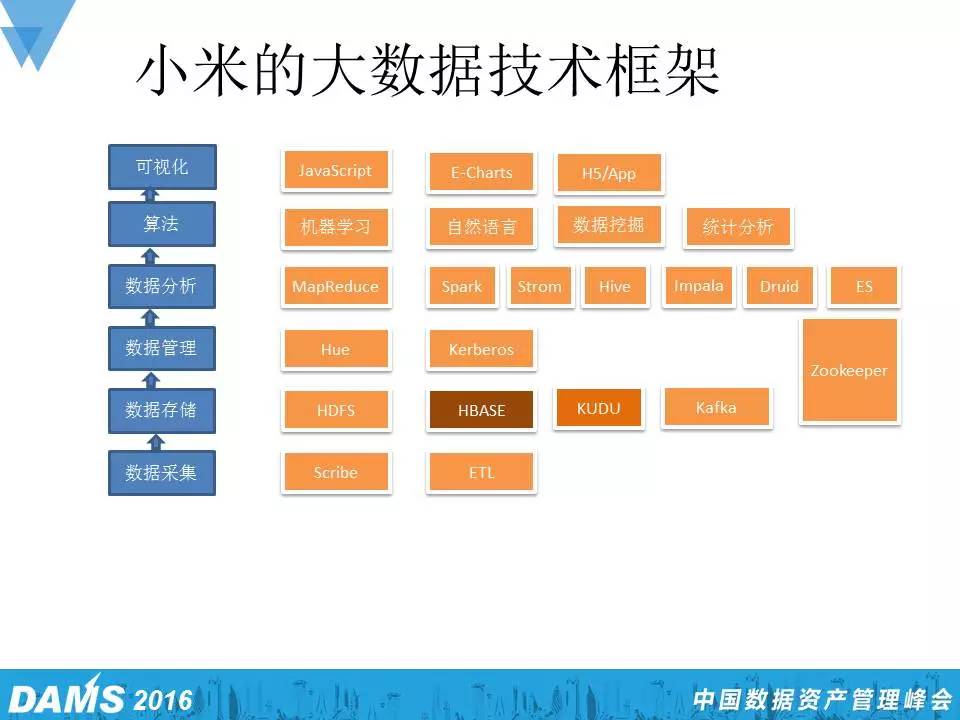 小米的大数据技术框架
可视化 JavaScript E-Charts H5/App
算法 机器学习 自然语言 数据挖掘 统计分析
数据分析 MapReduce Spark Strom Hive Impala Druid ES
数据管理 Hue Kerberos
Zookeeper
数据存储 HDFS HBASE KUDU Kafka
数据采集 Scribe ETL
DAMS 2016 中国数据资产管理峰会